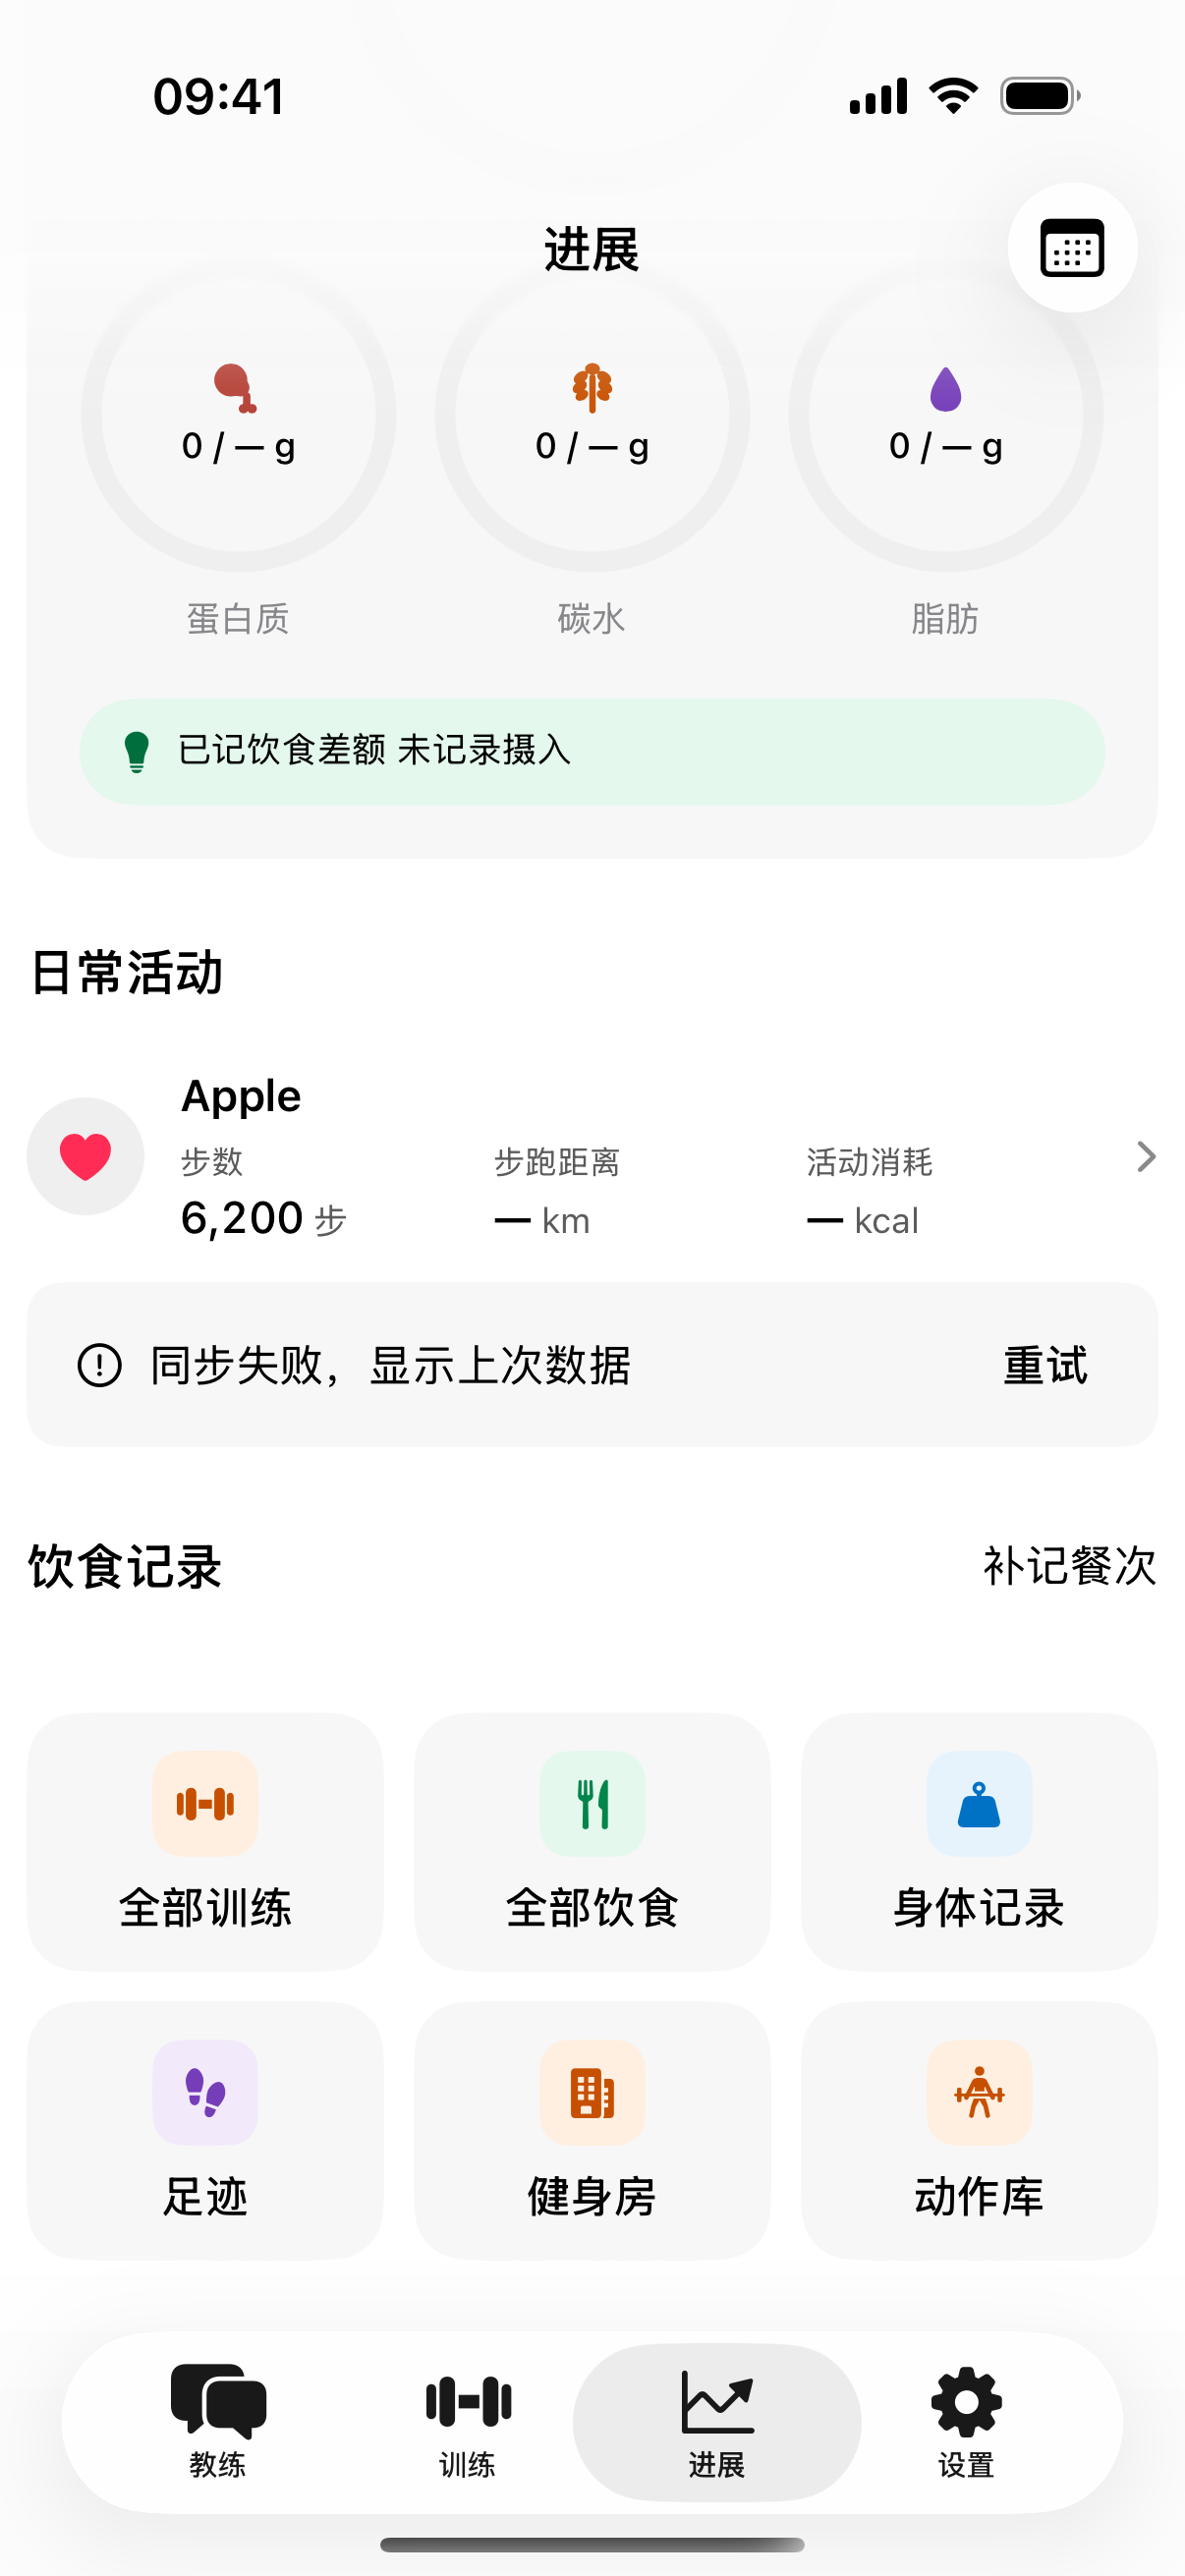 09:41
进展
0 / — g
0 / — g
0 / — g
蛋白质
碳水
脂肪
已记饮食差额 未记录摄入
日常活动
Apple
步数
步跑距离
活动消耗
6,200 步
— km
— kcal
同步失败，显示上次数据
重试
饮食记录
补记餐次
全部训练
全部饮食
身体记录
足迹
健身房
动作库
教练
训练
进展
设置